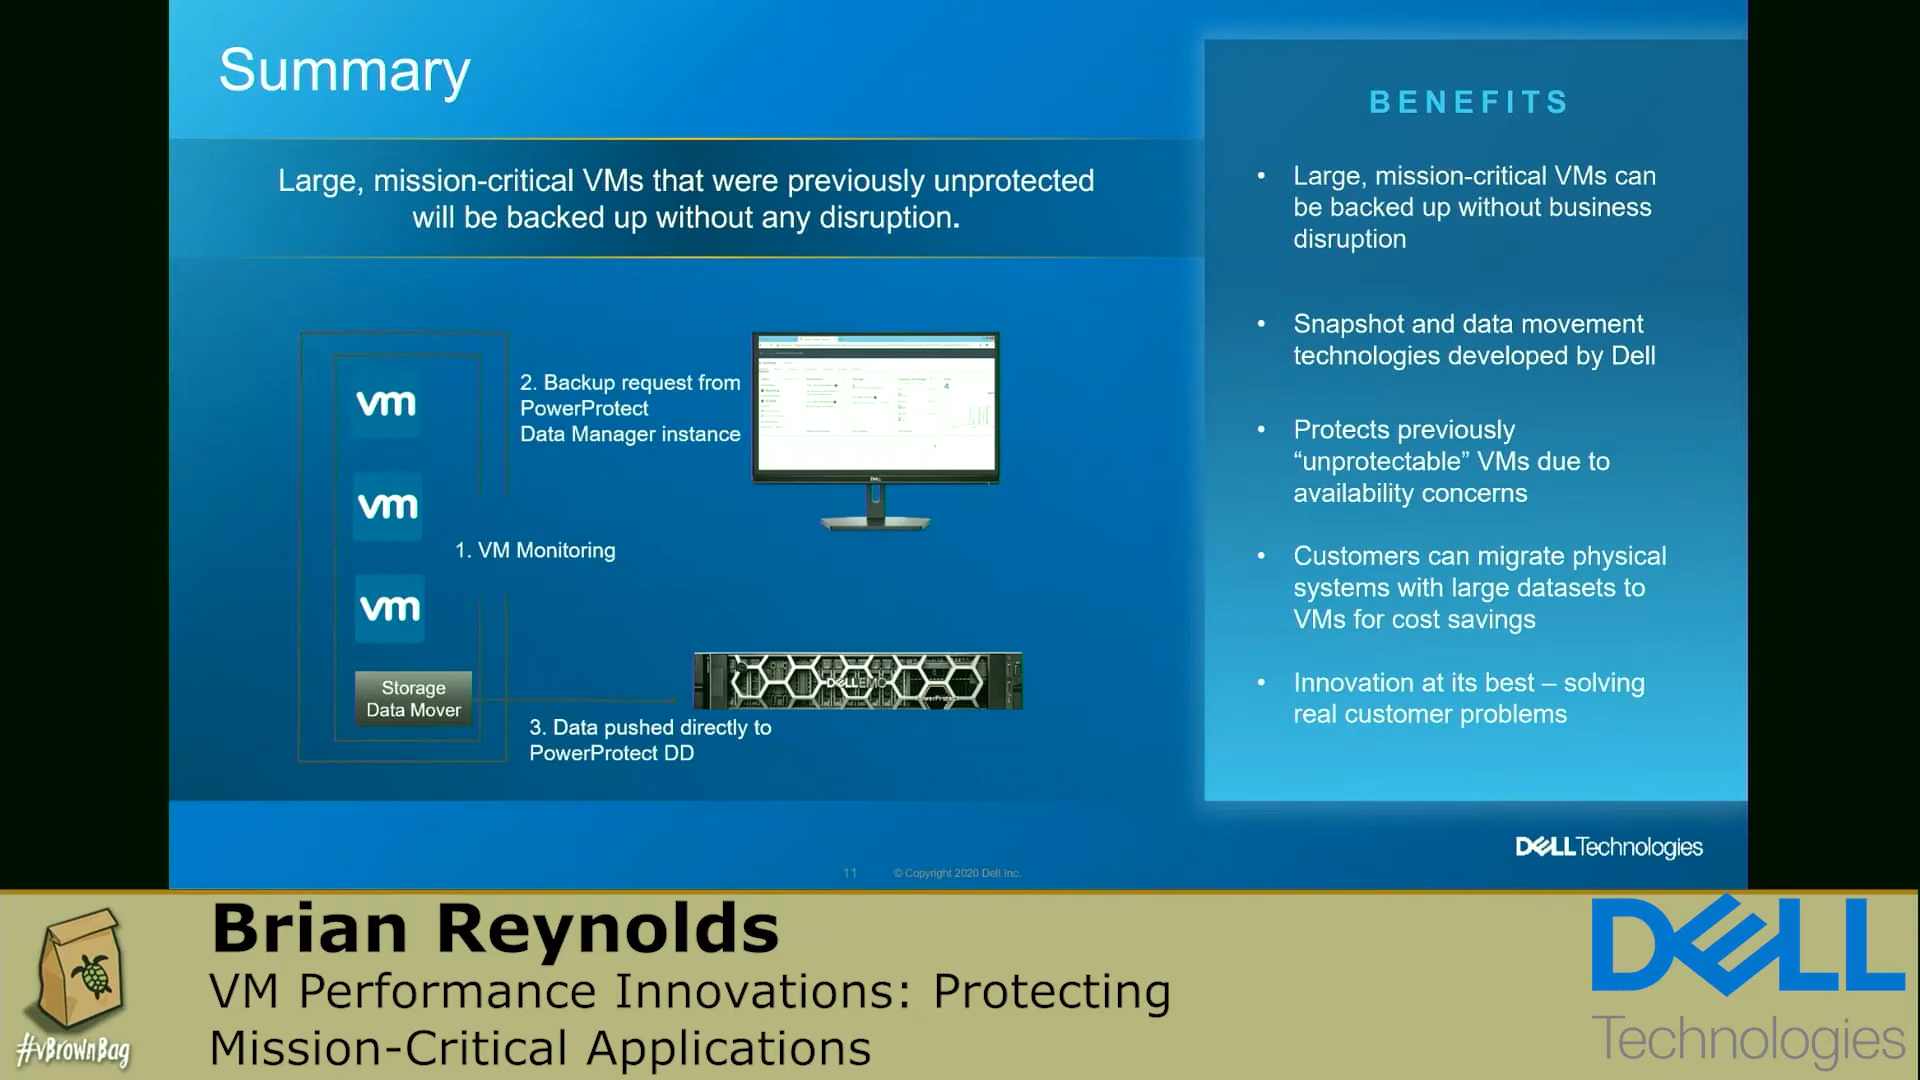 Summary
Large, mission-critical VMs that were previously unprotected
will be backed up without any disruption.
vm
vm
vm
Storage
Data Mover
2. Backup request from
PowerProtect
Data Manager instance
1. VM Monitoring
DELL
DELLEMC
3. Data pushed directly to
PowerProtect DD
BENEFITS
• Large, mission-critical VMs can
be backed up without business
disruption
• Snapshot and data movement
technologies developed by Dell
• Protects previously
“unprotectable” VMs due to
availability concerns
• Customers can migrate physical
systems with large datasets to
VMs for cost savings
• Innovation at its best – solving
real customer problems
DELLTechnologies
11 © Copyright 2020 Dell Inc.
#vBrownBag
Brian Reynolds
VM Performance Innovations: Protecting
Mission-Critical Applications
DELL
Technologies